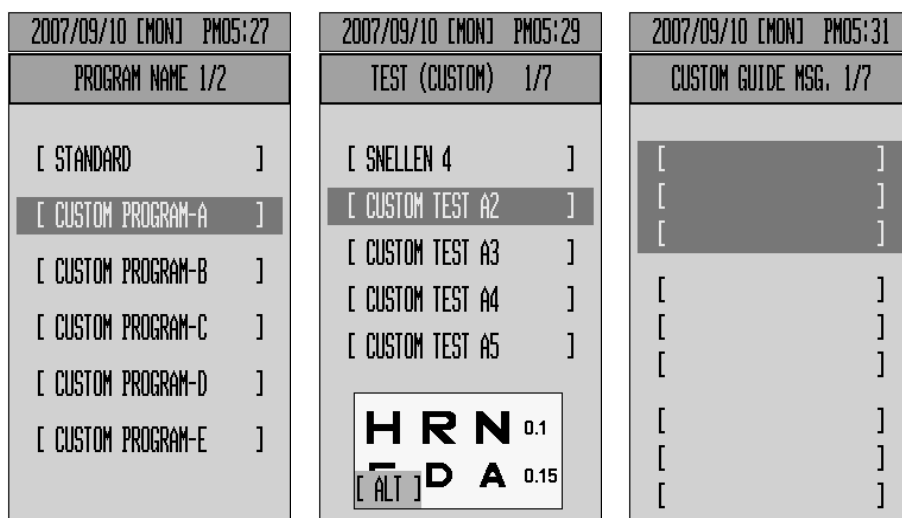 2007/09/10 [MON] PM05:27
PROGRAM NAME 1/2
[ STANDARD ]
[ CUSTOM PROGRAM-A ]
[ CUSTOM PROGRAM-B ]
[ CUSTOM PROGRAM-C ]
[ CUSTOM PROGRAM-D ]
[ CUSTOM PROGRAM-E ]
2007/09/10 [MON] PM05:29
TEST (CUSTOM) 1/7
[ SNELLEN 4 ]
[ CUSTOM TEST A2 ]
[ CUSTOM TEST A3 ]
[ CUSTOM TEST A4 ]
[ CUSTOM TEST A5 ]
H R N 0.1
D A 0.15
[ ALT ]
2007/09/10 [MON] PM05:31
CUSTOM GUIDE MSG. 1/7
[ ]
[ ]
[ ]
[ ]
[ ]
[ ]
[ ]
[ ]
[ ]